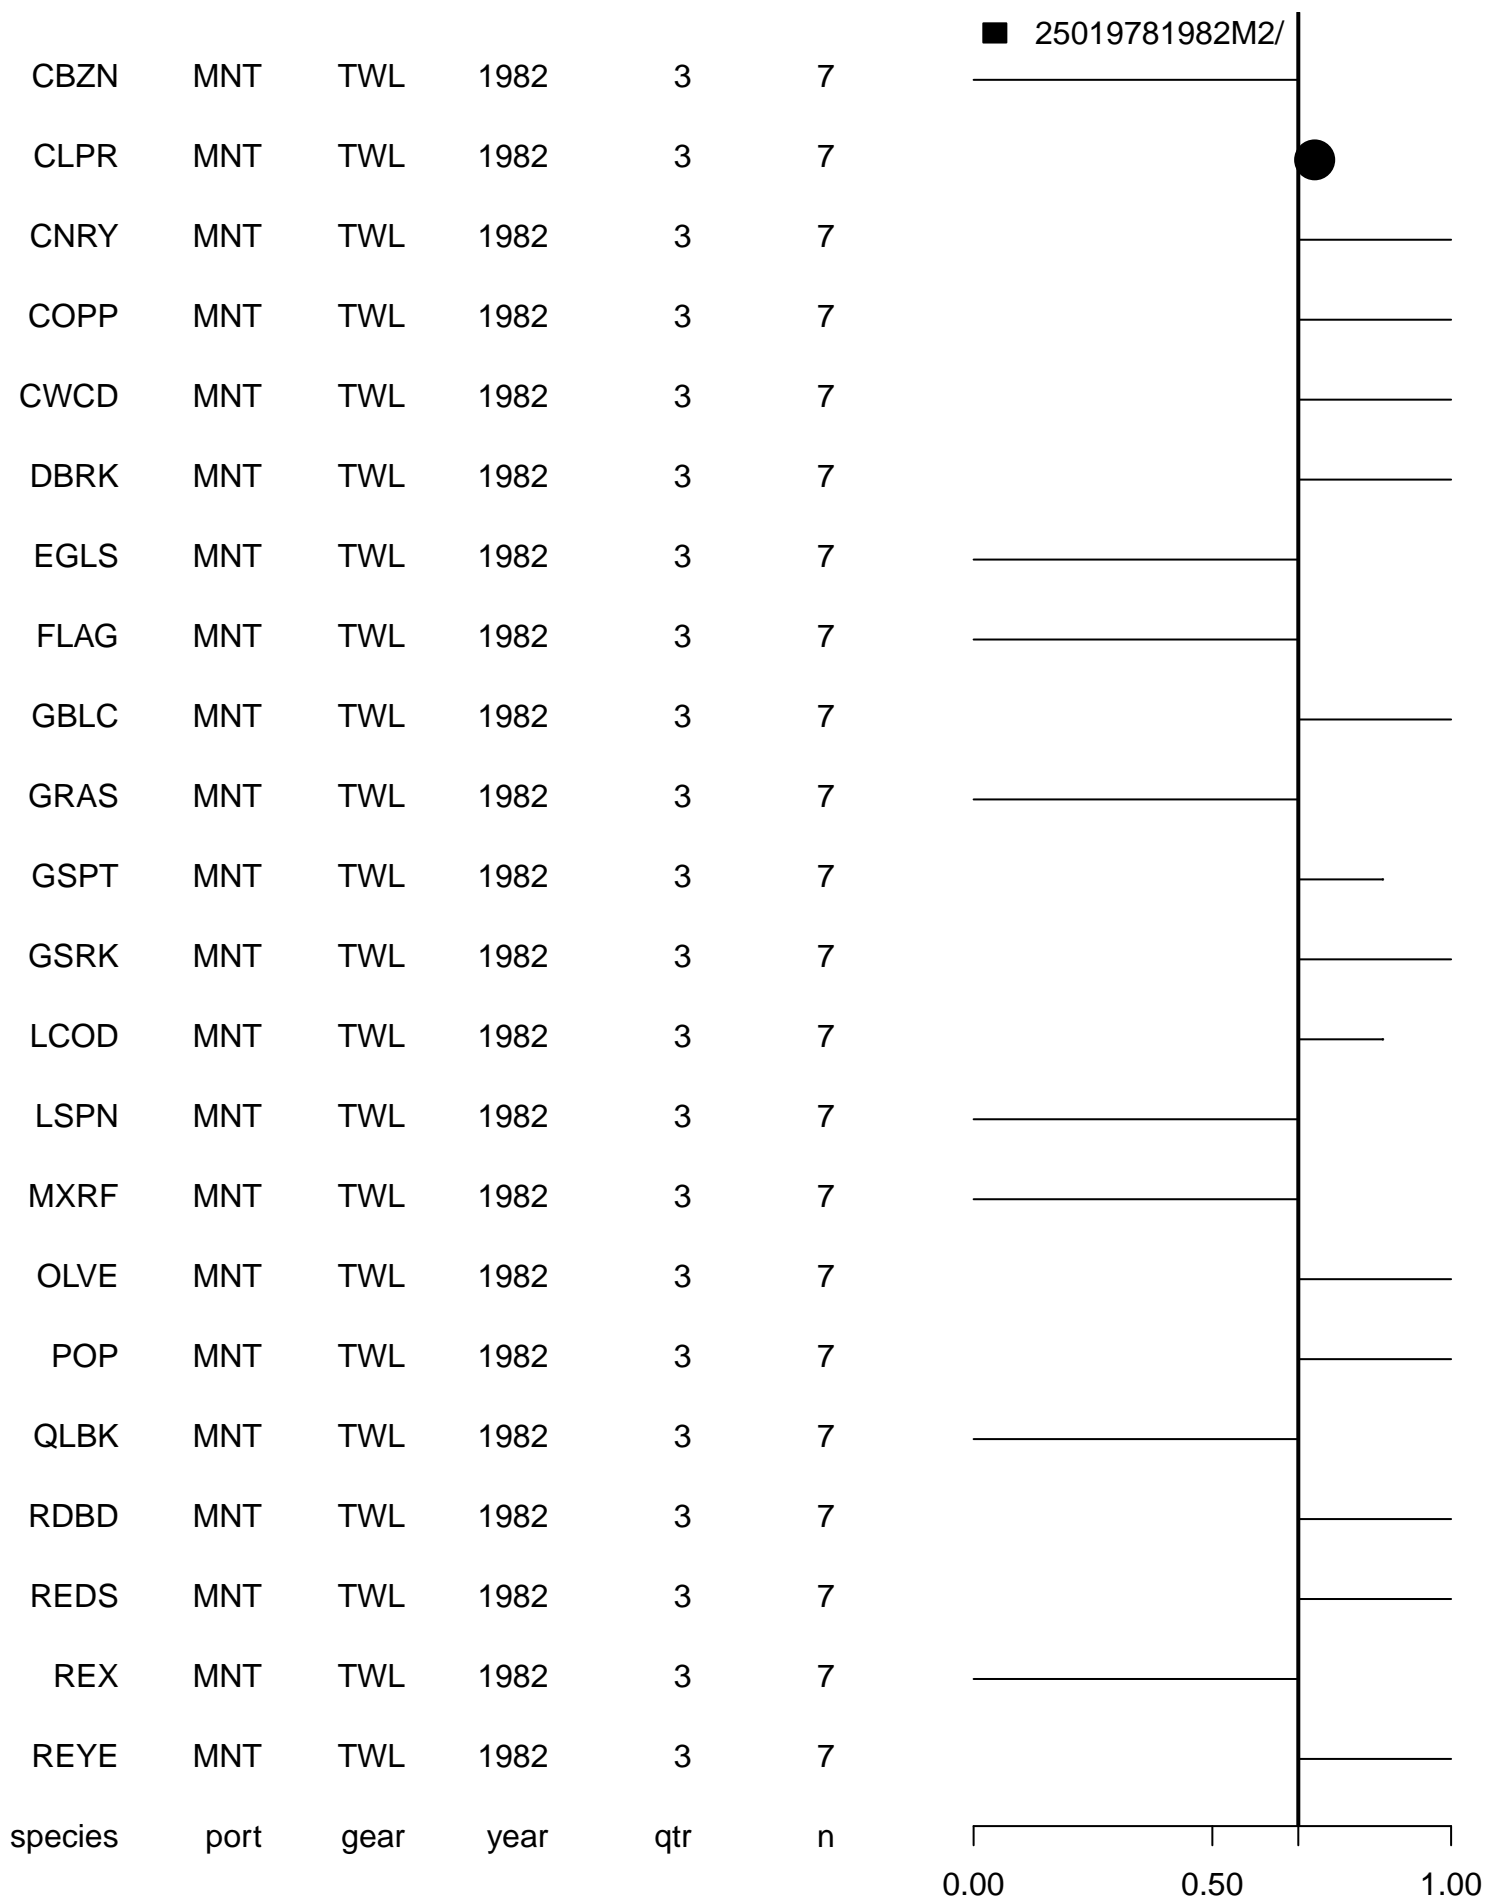 25019781982M2/
CBZN MNT TWL 1982 3 7
CLPR MNT TWL 1982 3 7
CNRY MNT TWL 1982 3 7
COPP MNT TWL 1982 3 7
CWCD MNT TWL 1982 3 7
DBRK MNT TWL 1982 3 7
EGLS MNT TWL 1982 3 7
FLAG MNT TWL 1982 3 7
GBLC MNT TWL 1982 3 7
GRAS MNT TWL 1982 3 7
GSPT MNT TWL 1982 3 7
GSRK MNT TWL 1982 3 7
LCOD MNT TWL 1982 3 7
LSPN MNT TWL 1982 3 7
MXRF MNT TWL 1982 3 7
OLVE MNT TWL 1982 3 7
POP MNT TWL 1982 3 7
QLBK MNT TWL 1982 3 7
RDBD MNT TWL 1982 3 7
REDS MNT TWL 1982 3 7
REX MNT TWL 1982 3 7
REYE MNT TWL 1982 3 7
species port gear year qtr n
0.00 0.50 1.00